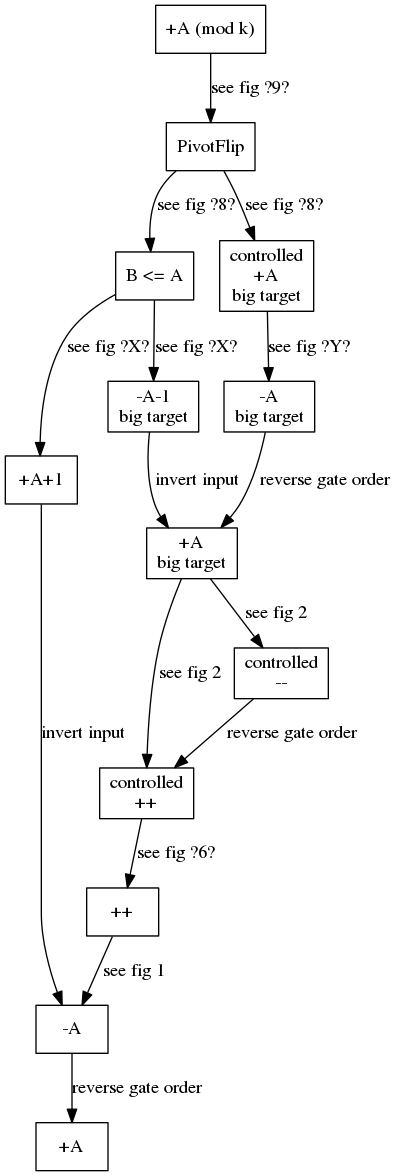 +A (mod k)
see fig ?9?
PivotFlip
see fig ?8?
see fig ?8?
controlled
+A
big target
B <= A
see fig ?X?
see fig ?X?
see fig ?Y?
-A-1
big target
-A
big target
+A+1
invert input
reverse gate order
+A
big target
see fig 2
see fig 2
controlled
--
invert input
reverse gate order
controlled
++
see fig ?6?
++
see fig 1
-A
reverse gate order
+A